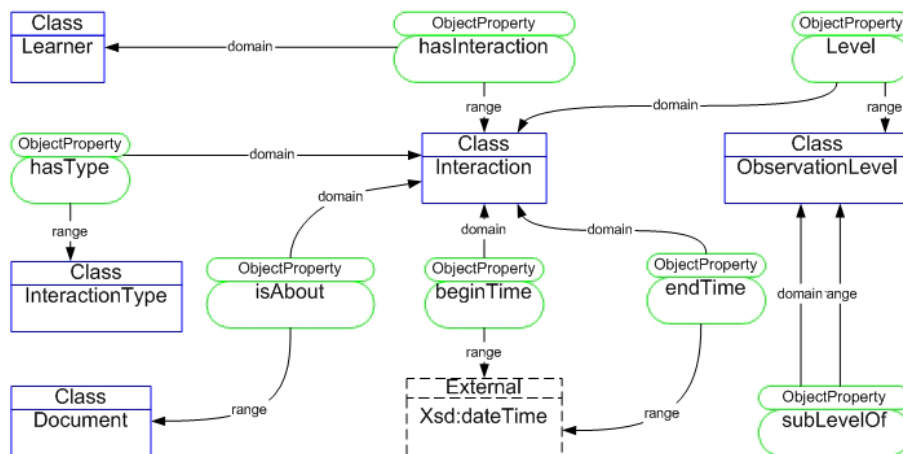 Class
Learner
domain
ObjectProperty
hasInteraction
range
ObjectProperty
Level
domain
range
ObjectProperty
hasType
domain
range
Class
Interaction
Class
ObservationLevel
domain
domain
domain
Class
InteractionType
ObjectProperty
isAbout
ObjectProperty
beginTime
ObjectProperty
endTime
domain
ange
range
range
range
Class
Document
External
Xsd:dateTime
ObjectProperty
subLevelOf